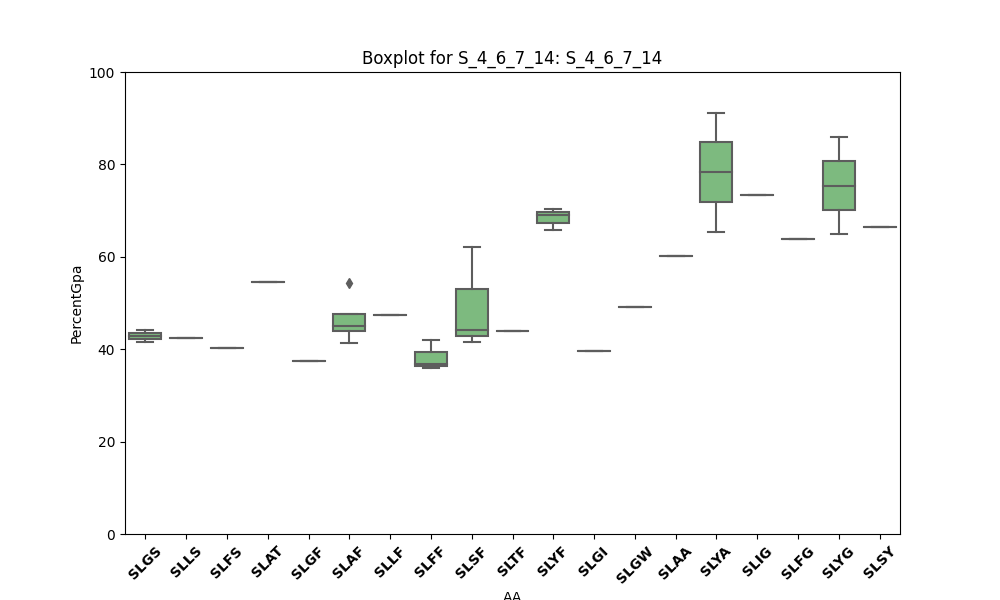 Boxplot for S_4_6_7_14: S_4_6_7_14
100
80
60
40
20
0
PercentGpa
SLGS SLLS SLFS SLAT SLGF SLAF SLLF SLFF SLSF SLTF SLYF SLGI SLGW SLAA SLYA SLIG SLFG SLYG SLSY
AA